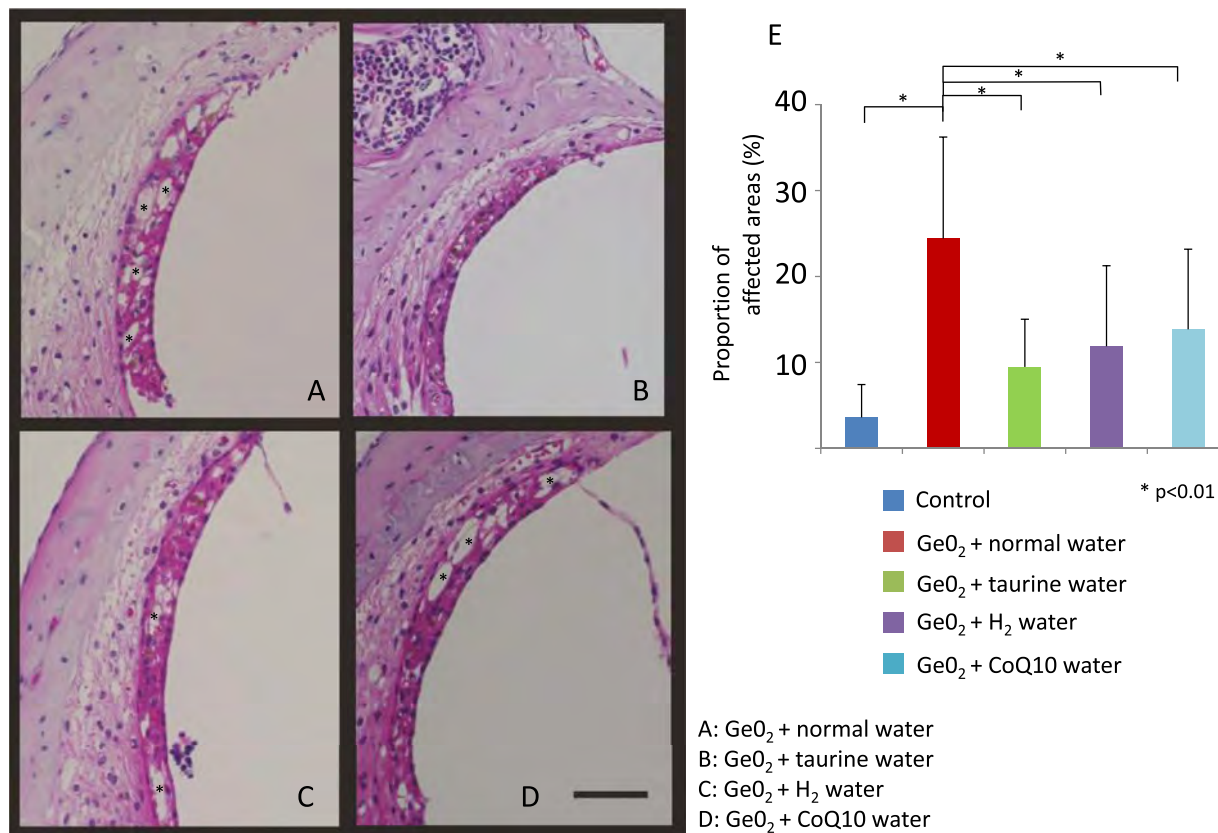 E
*
*
*
*
40
30
20
10
Proportion of
affected areas (%)
* p<0.01
Control
Ge0₂ + normal water
Ge0₂ + taurine water
Ge0₂ + H₂ water
Ge0₂ + CoQ10 water
*
*
*
*
A
B
*
*
C
*
*
*
D
A: Ge0₂ + normal water
B: Ge0₂ + taurine water
C: Ge0₂ + H₂ water
D: Ge0₂ + CoQ10 water